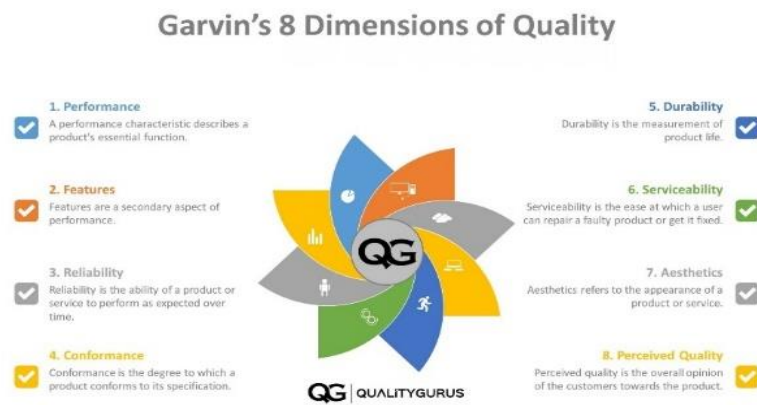 Garvin's 8 Dimensions of Quality
1. Performance
A performance characteristic describes a
product's essential function.
2. Features
Features are a secondary aspect of
performance.
3. Reliability
Reliability is the ability of a product or
service to perform as expected over
time.
4. Conformance
Conformance is the degree to which a
product conforms to its specification.
QG
QG | QUALITYGURUS
5. Durability
Durability is the measurement of
product life.
6. Serviceability
Serviceability is the ease at which a user
can repair a faulty product or get it fixed.
7. Aesthetics
Aesthetics refers to the appearance of a
product or service.
8. Perceived Quality
Perceived quality is the overall opinion
of the customers towards the product.